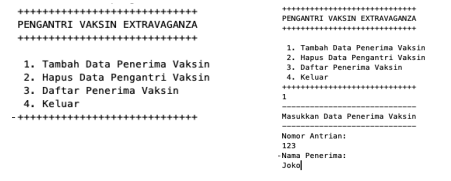 ++++++++++++++++++++++++++++++
PENGANTRI VAKSIN EXTRAVAGANZA
++++++++++++++++++++++++++++++
1. Tambah Data Penerima Vaksin
2. Hapus Data Pengantri Vaksin
3. Daftar Penerima Vaksin
4. Keluar
-++++++++++++++++++++++++++++++
++++++++++++++++++++++++++++++
PENGANTRI VAKSIN EXTRAVAGANZA
++++++++++++++++++++++++++++++
1. Tambah Data Penerima Vaksin
2. Hapus Data Pengantri Vaksin
3. Daftar Penerima Vaksin
4. Keluar
++++++++++++++++++++++++++++++
1
------------------------------
Masukkan Data Penerima Vaksin
------------------------------
Nomor Antrian:
123
-Nama Penerima:
Joko